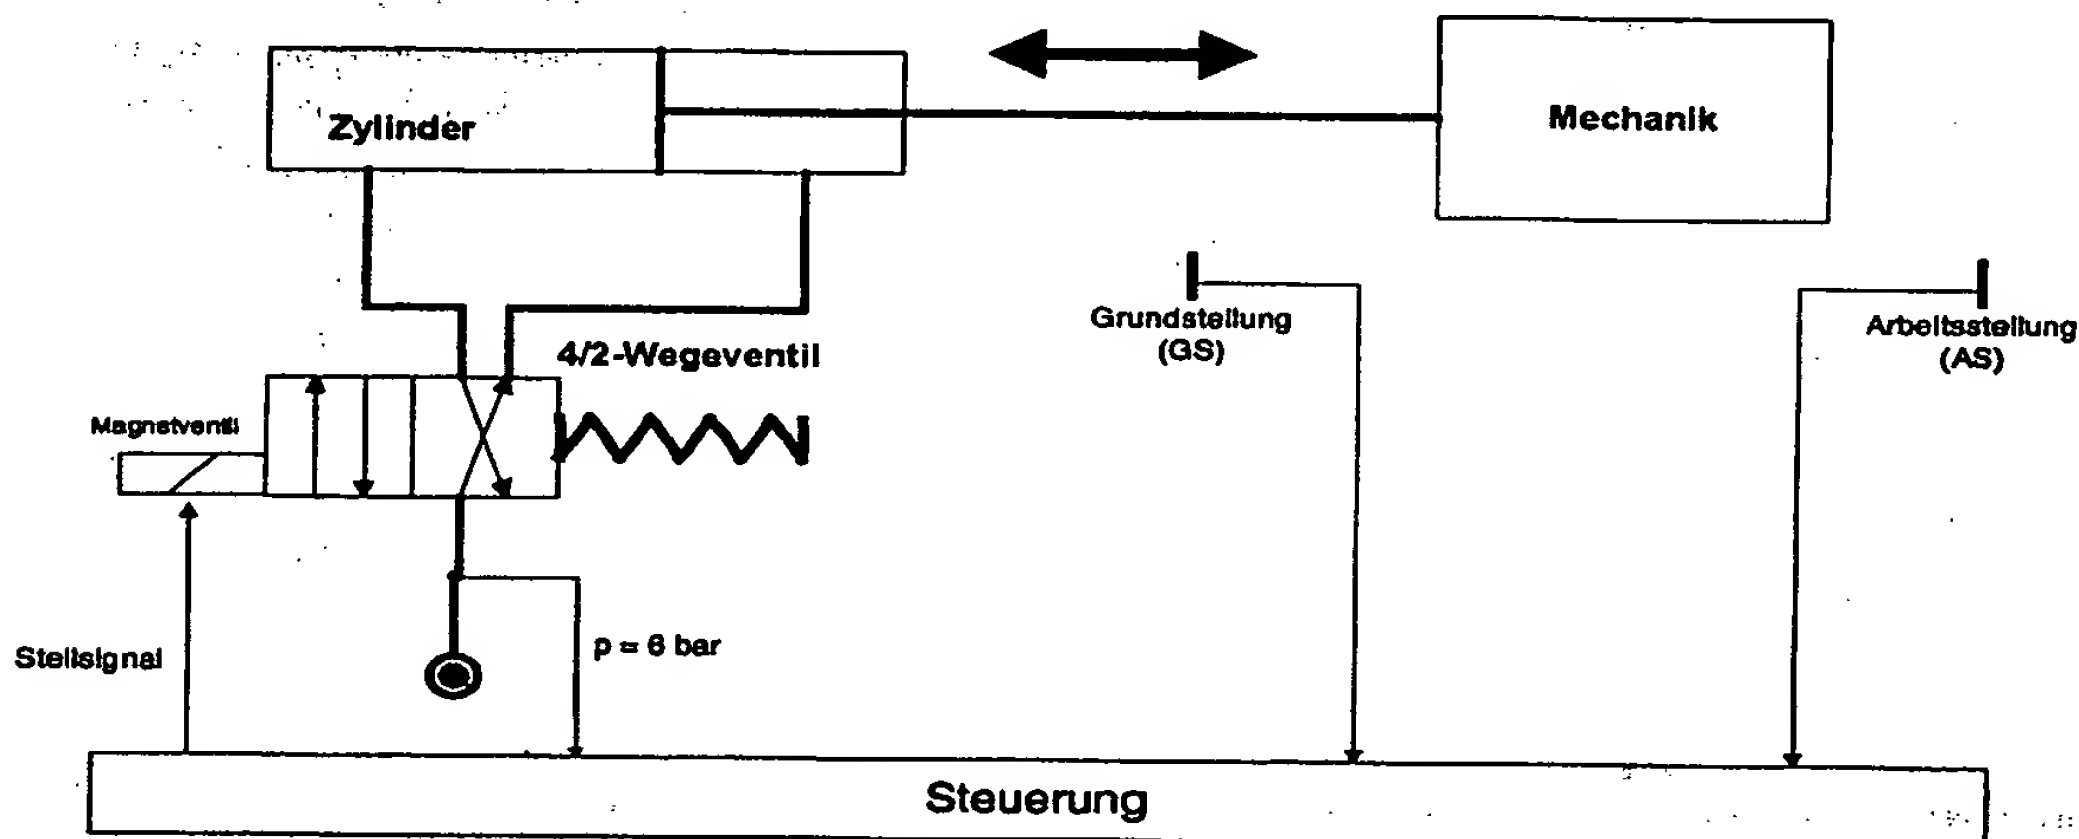 Zylinder
Mechanik
Grundstellung
(GS)
Arbeitsstellung
(AS)
4/2-Wegeventil
Magnetventil
Stellsignal
p = 6 bar
Steuerung